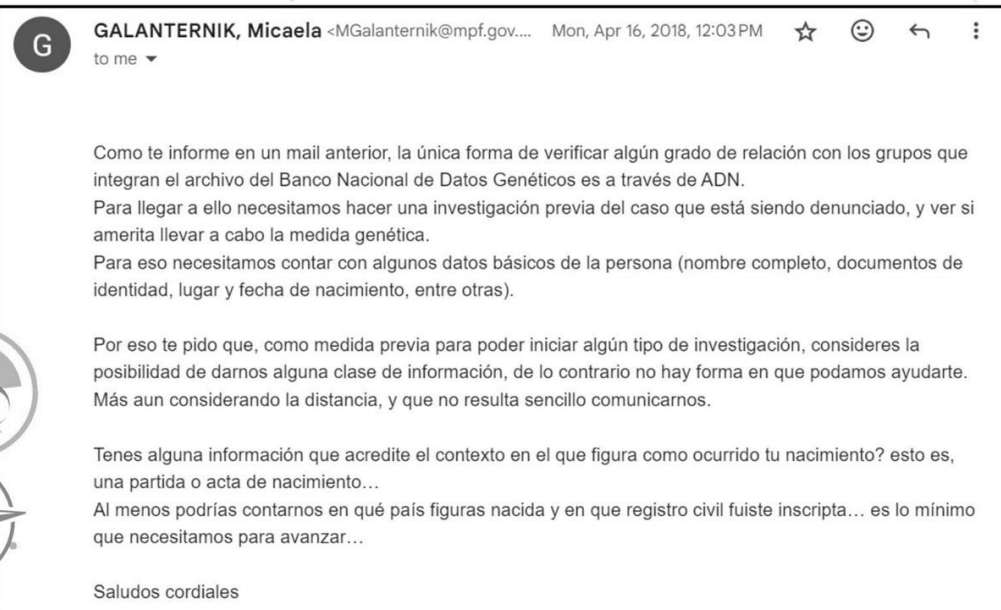 G
GALANTERNIK, Micaela <MGalanternik@mpf.gov.... Mon, Apr 16, 2018, 12:03 PM
to me
Como te informe en un mail anterior, la única forma de verificar algún grado de relación con los grupos que
integran el archivo del Banco Nacional de Datos Genéticos es a través de ADN.
Para llegar a ello necesitamos hacer una investigación previa del caso que está siendo denunciado, y ver si
amerita llevar a cabo la medida genética.
Para eso necesitamos contar con algunos datos básicos de la persona (nombre completo, documentos de
identidad, lugar y fecha de nacimiento, entre otras).
Por eso te pido que, como medida previa para poder iniciar algún tipo de investigación, consideres la
posibilidad de darnos alguna clase de información, de lo contrario no hay forma en que podamos ayudarte.
Más aun considerando la distancia, y que no resulta sencillo comunicarnos.
Tenes alguna información que acredite el contexto en el que figura como ocurrido tu nacimiento? esto es,
una partida o acta de nacimiento…
Al menos podrías contarnos en qué país figuras nacida y en que registro civil fuiste inscripta… es lo mínimo
que necesitamos para avanzar…
Saludos cordiales